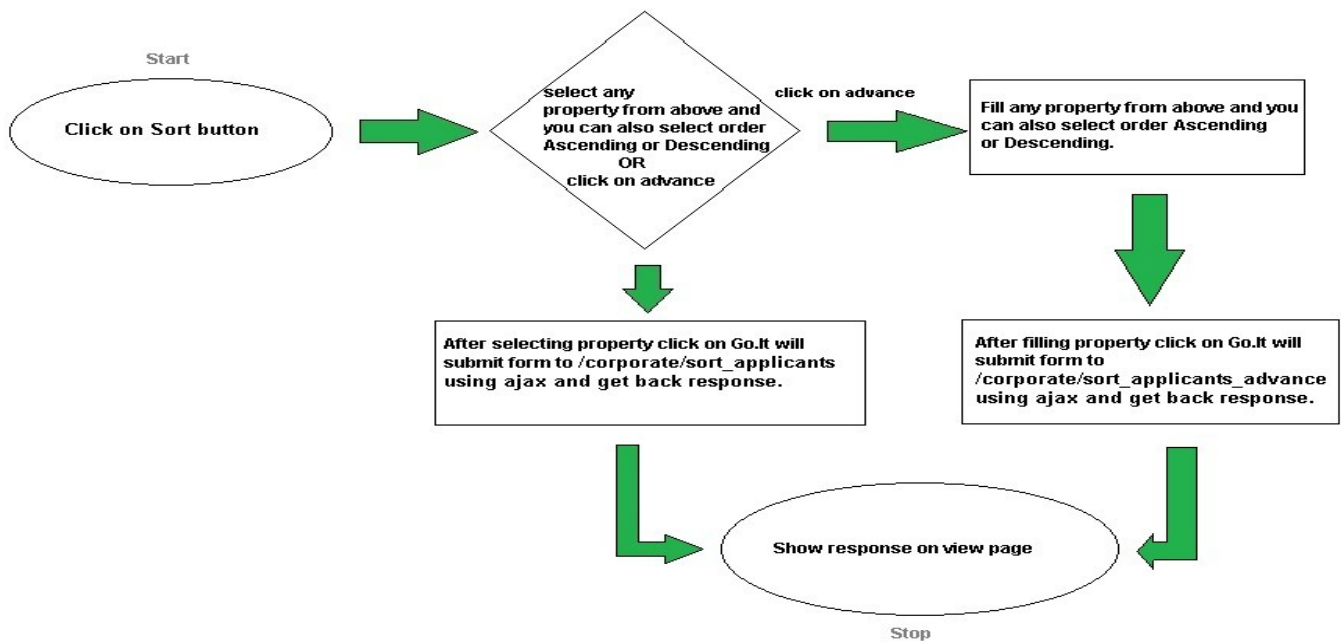 Start
Click on Sort button
select any
property from above and
you can also select order
Ascending or Descending
OR
click on advance
click on advance
Fill any property from above and you
can also select order Ascending
or Descending.
After selecting property click on Go.It will
submit form to /corporate/sort_applicants
using ajax and get back response.
After filling property click on Go.It will
submit form to
/corporate/sort_applicants_advance
using ajax and get back response.
Show response on view page
Stop